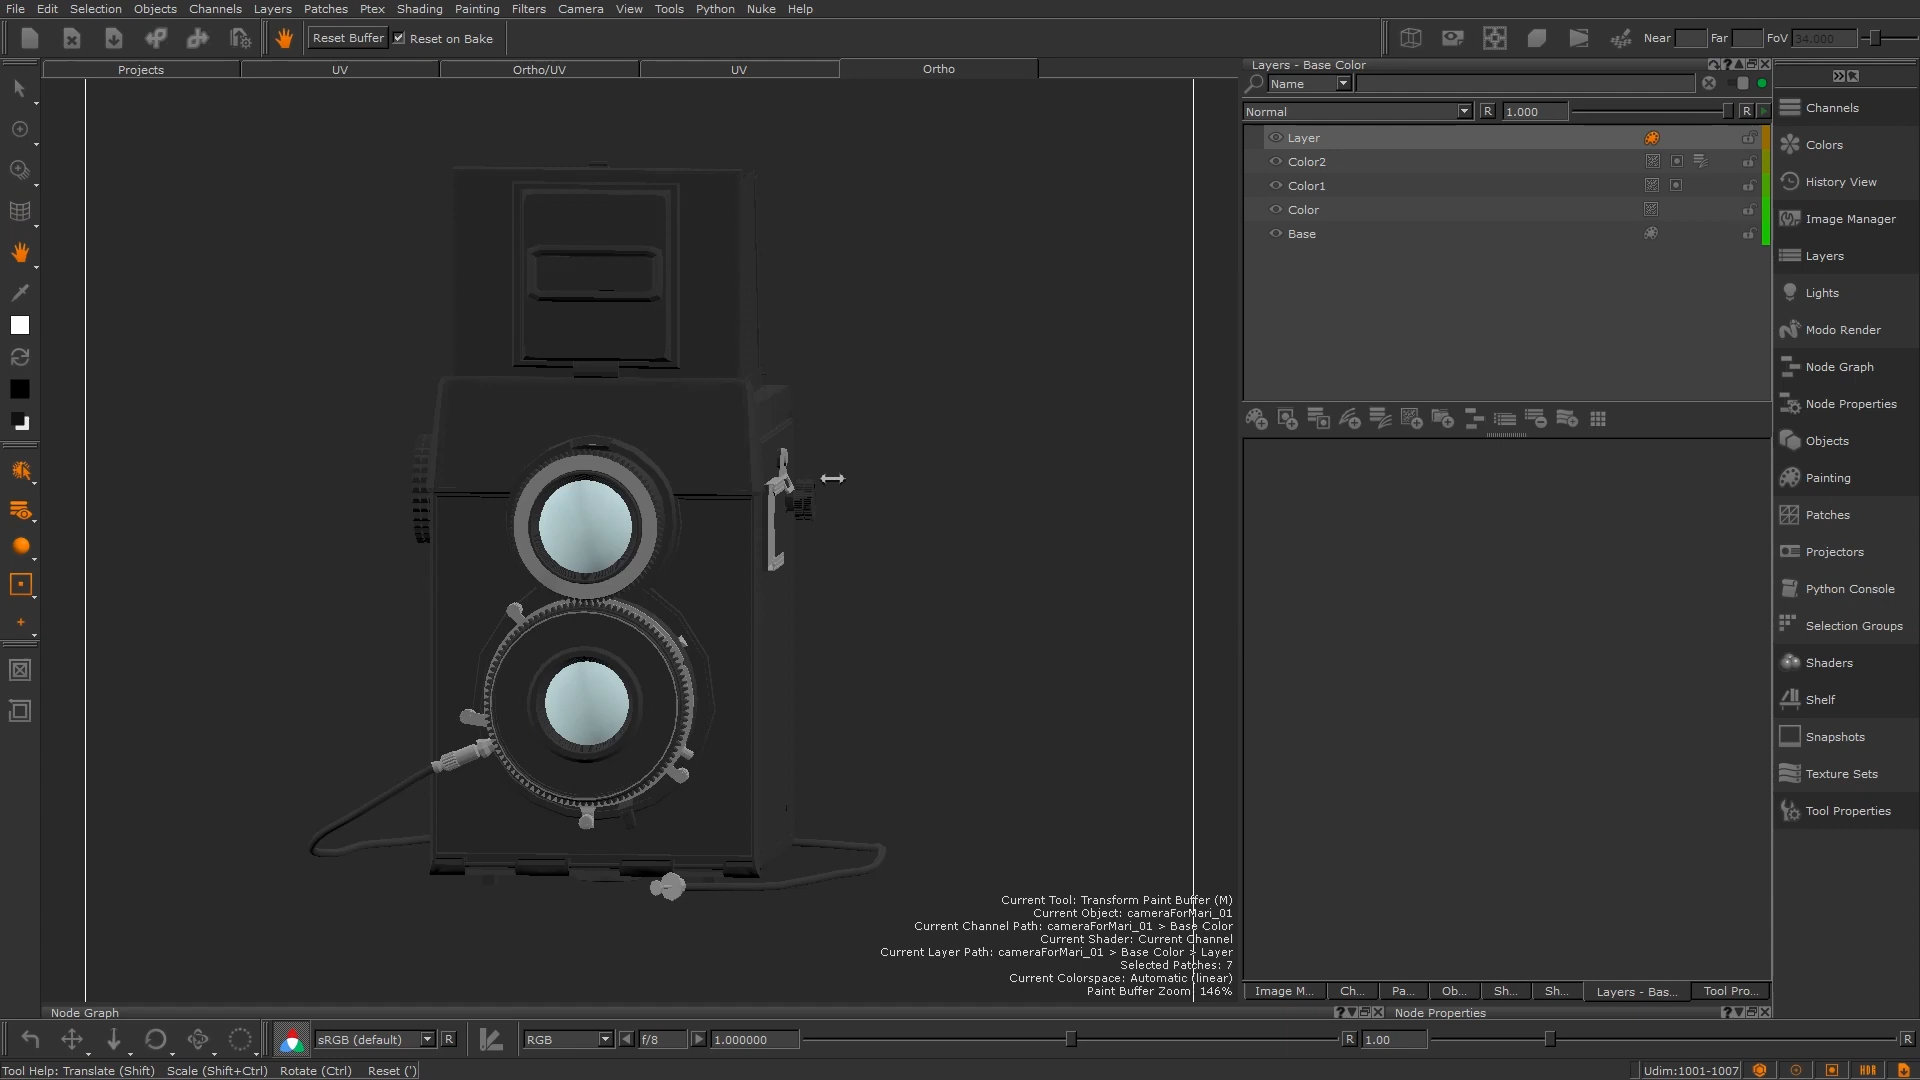 File Edit Selection Objects Channels Layers Patches Ptex Shading Painting Filters Camera View Tools Python Nuke Help
Reset Buffer Reset on Bake Near Far FoV 34.000
Projects UV Ortho/UV UV Ortho
Layers - Base Color
Name
Normal R 1.000 R
Layer
Color2
Color1
Color
Base
Channels
Colors
History View
Image Manager
Layers
Lights
Modo Render
Node Graph
Node Properties
Objects
Painting
Patches
Projectors
Python Console
Selection Groups
Shaders
Shelf
Snapshots
Texture Sets
Tool Properties
Current Tool: Transform Paint Buffer (M)
Current Object: cameraForMari_01
Current Channel Path: cameraForMari_01 > Base Color
Current Shader: Current Channel
Current Layer Path: cameraForMari_01 > Base Color > Layer
Selected Patches: 7
Current Colorspace: Automatic (linear)
Paint Buffer Zoom: 146%
Image M... Ch... Pa... Ob... Sh... Sh... Layers - Bas... Tool Pro...
Node Graph Node Properties
sRGB (default) R RGB f/8 1.000000 R 1.00 R
Tool Help: Translate (Shift) Scale (Shift+Ctrl) Rotate (Ctrl) Reset (') Udim:1001-1007 HDR